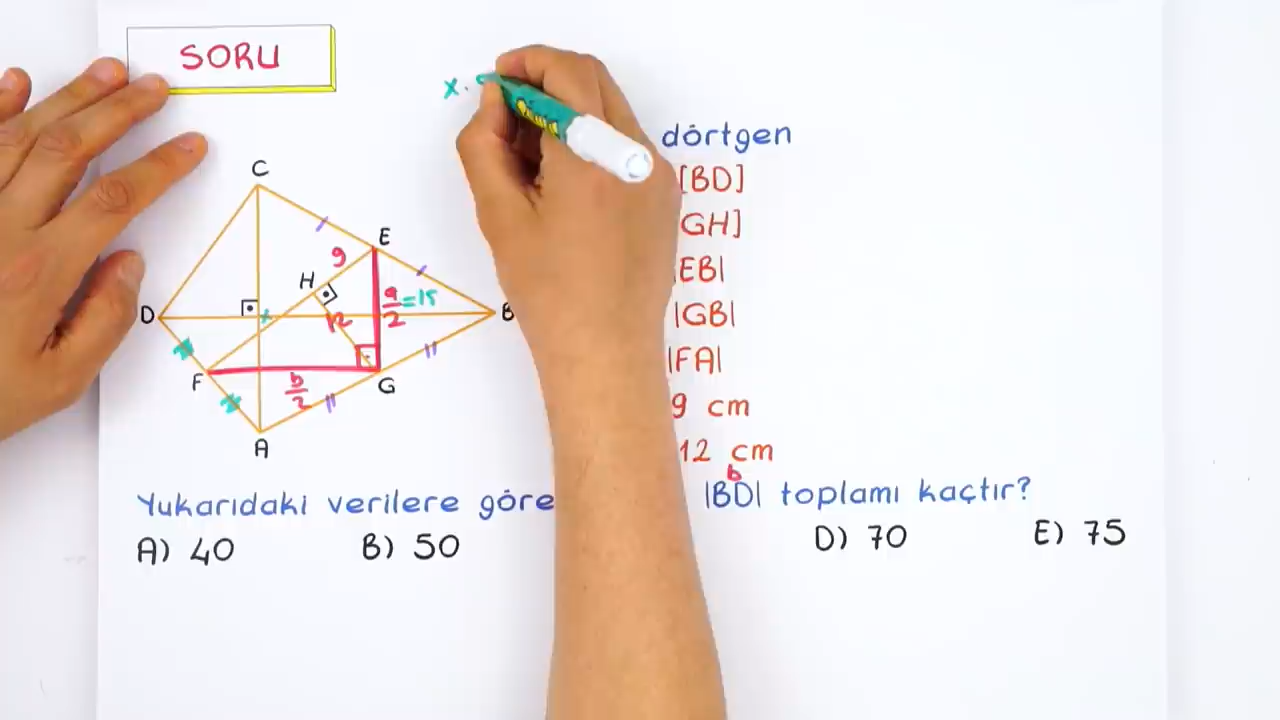 SORU
x.
dörtgen
[BD]
GH]
|EB|
|GB|
|FA|
9 cm
12 cm
C
E
9
H
D
x
a/2=15
B
12
F
b/2
G
A
b
Yukarıdaki verilere göre |BD| toplamı kaçtır?
A) 40 B) 50 D) 70 E) 75